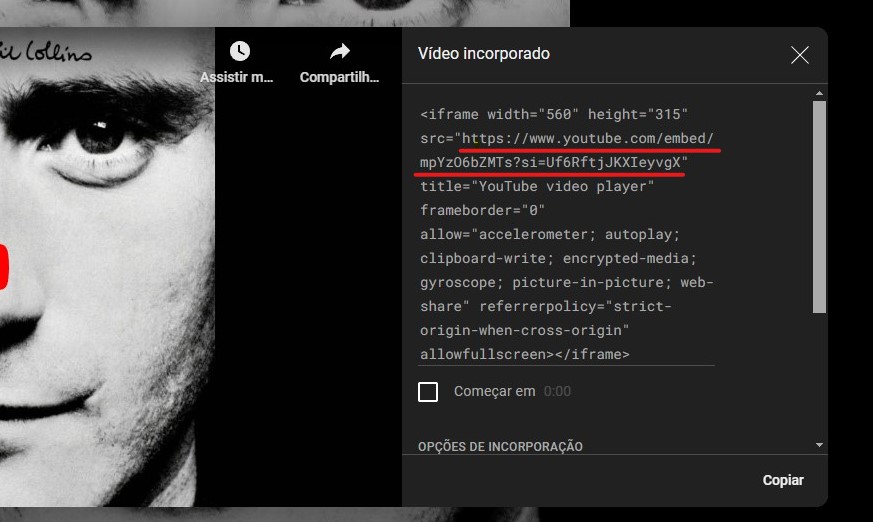 il Collins
Assistir m...
Compartilh...
Vídeo incorporado
<iframe width="560" height="315"
src="https://www.youtube.com/embed/
mpYzO6bZMTs?si=Uf6RftjJKXIeyvgX"
title="YouTube video player"
frameborder="0"
allow="accelerometer; autoplay;
clipboard-write; encrypted-media;
gyroscope; picture-in-picture; web-
share" referrerpolicy="strict-
origin-when-cross-origin"
allowfullscreen></iframe>
Começar em 0:00
OPÇÕES DE INCORPORAÇÃO
Copiar